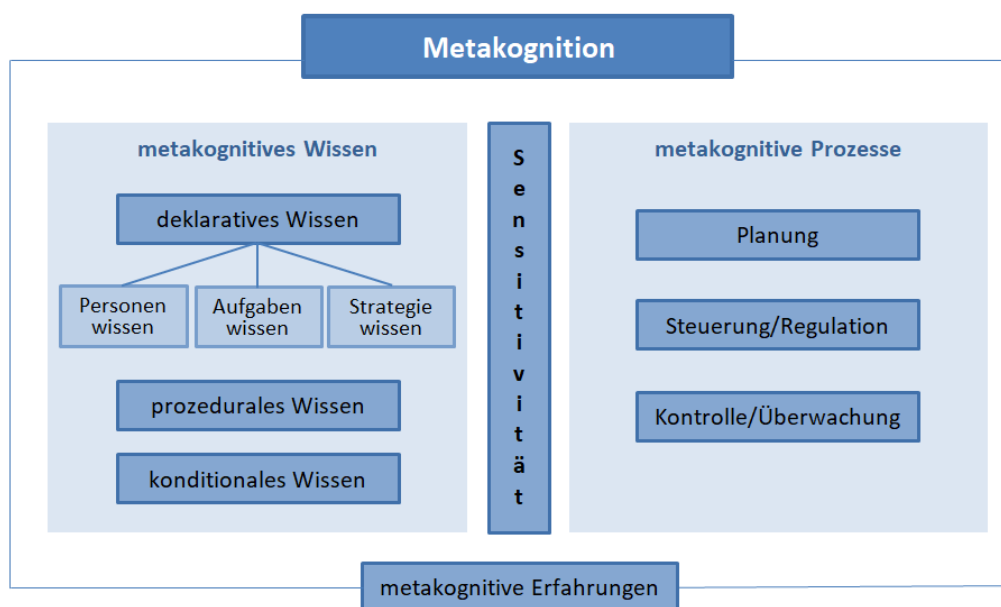 Metakognition
metakognitives Wissen
deklaratives Wissen
Personen
wissen
Aufgaben
wissen
Strategie
wissen
prozedurales Wissen
konditionales Wissen
Sensitivität
metakognitive Prozesse
Planung
Steuerung/Regulation
Kontrolle/Überwachung
metakognitive Erfahrungen